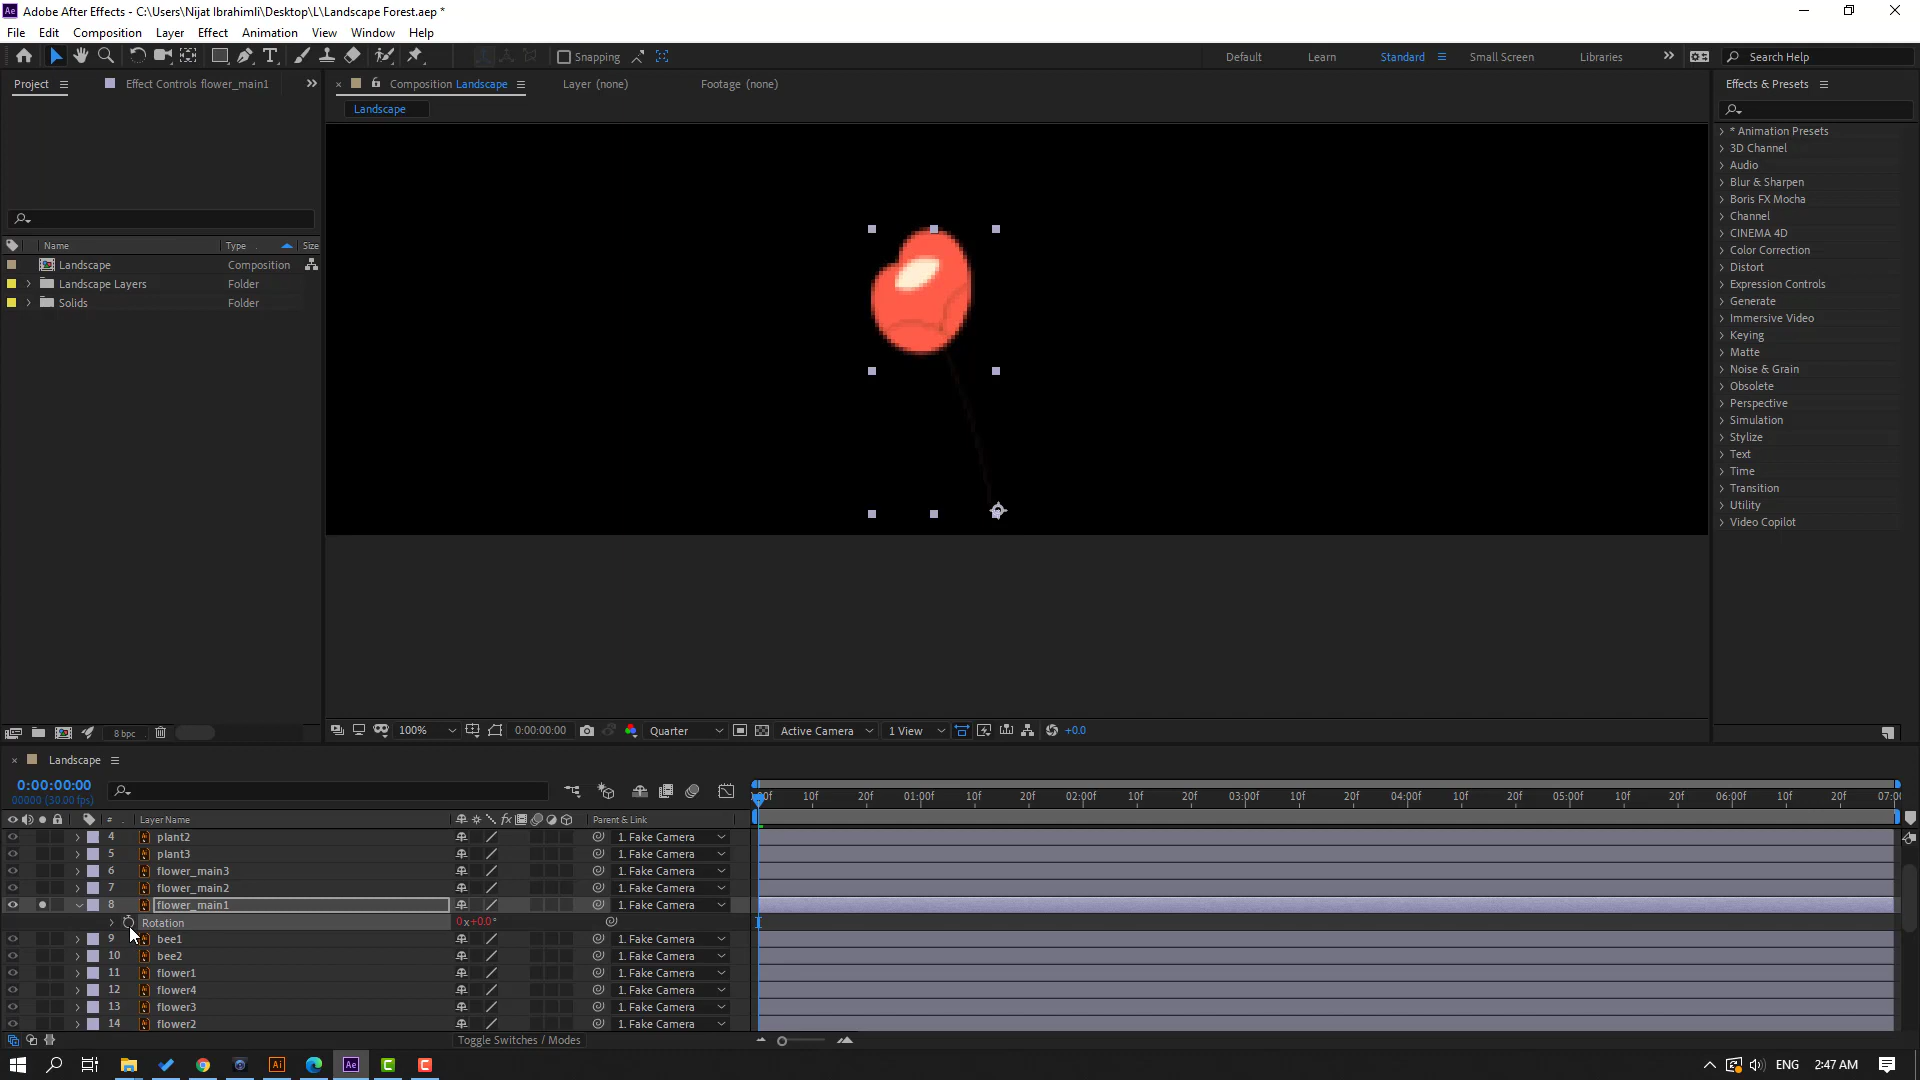 Adobe After Effects - C:\Users\Nijat Ibrahimli\Desktop\L\Landscape Forest.aep *
File Edit Composition Layer Effect Animation View Window Help
Snapping Default Learn Standard Small Screen Libraries Search Help
Project Effect Controls flower_main1 Composition Landscape Layer (none) Footage (none) Effects & Presets
Landscape
* Animation Presets
3D Channel
Audio
Blur & Sharpen
Boris FX Mocha
Channel
CINEMA 4D
Color Correction
Distort
Expression Controls
Generate
Immersive Video
Keying
Matte
Noise & Grain
Obsolete
Perspective
Simulation
Stylize
Text
Time
Transition
Utility
Video Copilot
Name Type Size
Landscape Composition
Landscape Layers Folder
Solids Folder
8 bpc 100% 0:00:00:00 Quarter Active Camera 1 View +0.0
Landscape
0:00:00:00
00000 (30.00 fps)
:00f 10f 20f 01:00f 10f 20f 02:00f 10f 20f 03:00f 10f 20f 04:00f 10f 20f 05:00f 10f 20f 06:00f 10f 20f 07:00
# Layer Name Parent & Link
4 plant2 1. Fake Camera
5 plant3 1. Fake Camera
6 flower_main3 1. Fake Camera
7 flower_main2 1. Fake Camera
8 flower_main1 1. Fake Camera
Rotation 0x+0.0°
9 bee1 1. Fake Camera
10 bee2 1. Fake Camera
11 flower1 1. Fake Camera
12 flower4 1. Fake Camera
13 flower3 1. Fake Camera
14 flower2 1. Fake Camera
Toggle Switches / Modes
ENG 2:47 AM